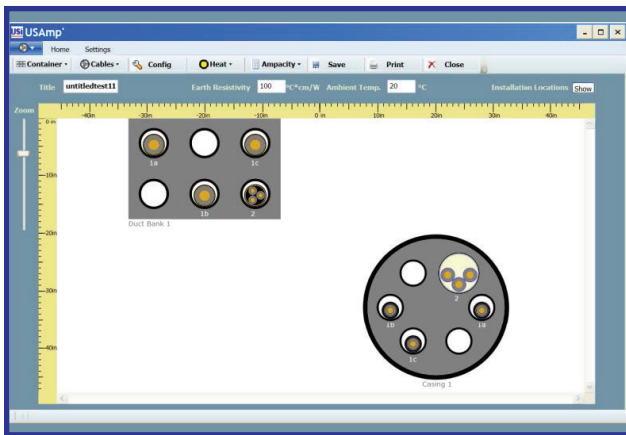 USt USAmp'
Home Settings
Container Cables Config Heat Ampacity Save Print Close
Title untitledtest11 Earth Resistivity 100 °C*cm/W Ambient Temp. 20 °C Installation Locations Show
Zoom
-40in -30in -20in -10in 0 in 10in 20in 30in 40in
0 in
1a 1c
-10in
1b 2
Duct Bank 1
-20in
-30in
2
1b 1a
-40in
1c
Casing 1